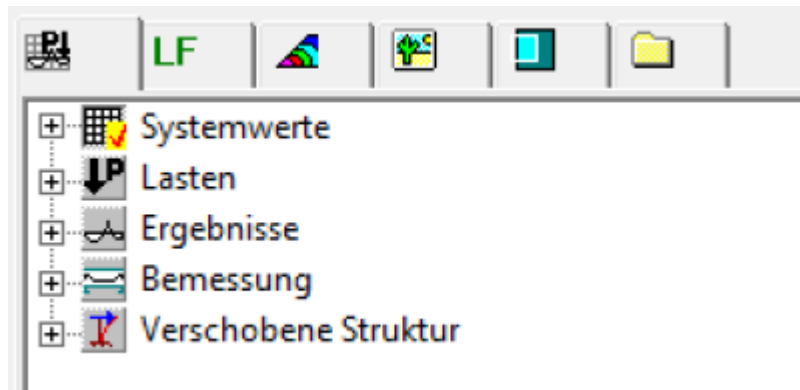 LF
Systemwerte
P Lasten
Ergebnisse
Bemessung
Verschobene Struktur